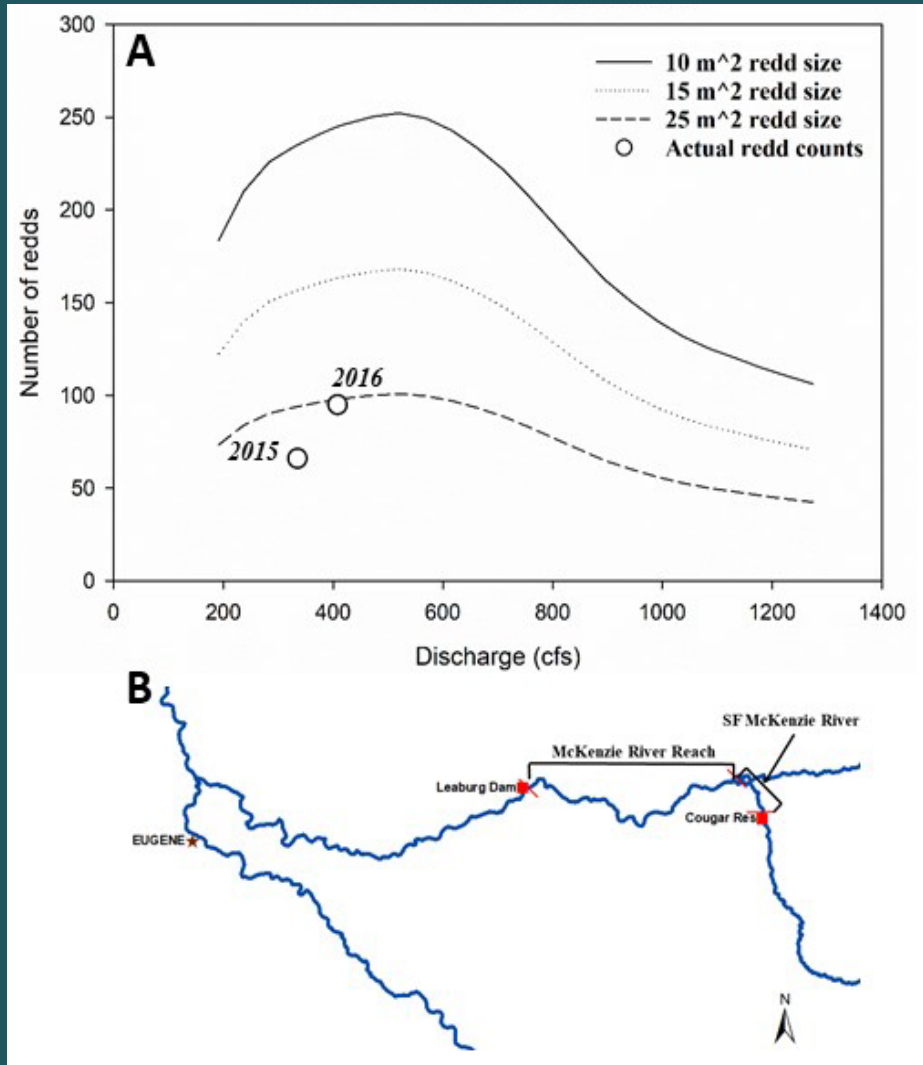 A
300
250
200
150
100
50
0
Number of redds
10 m^2 redd size
15 m^2 redd size
25 m^2 redd size
Actual redd counts
2016
2015
0 200 400 600 800 1000 1200 1400
Discharge (cfs)
B
SF McKenzie River
McKenzie River Reach
Leaburg Dam
Cougar Res
EUGENE
N